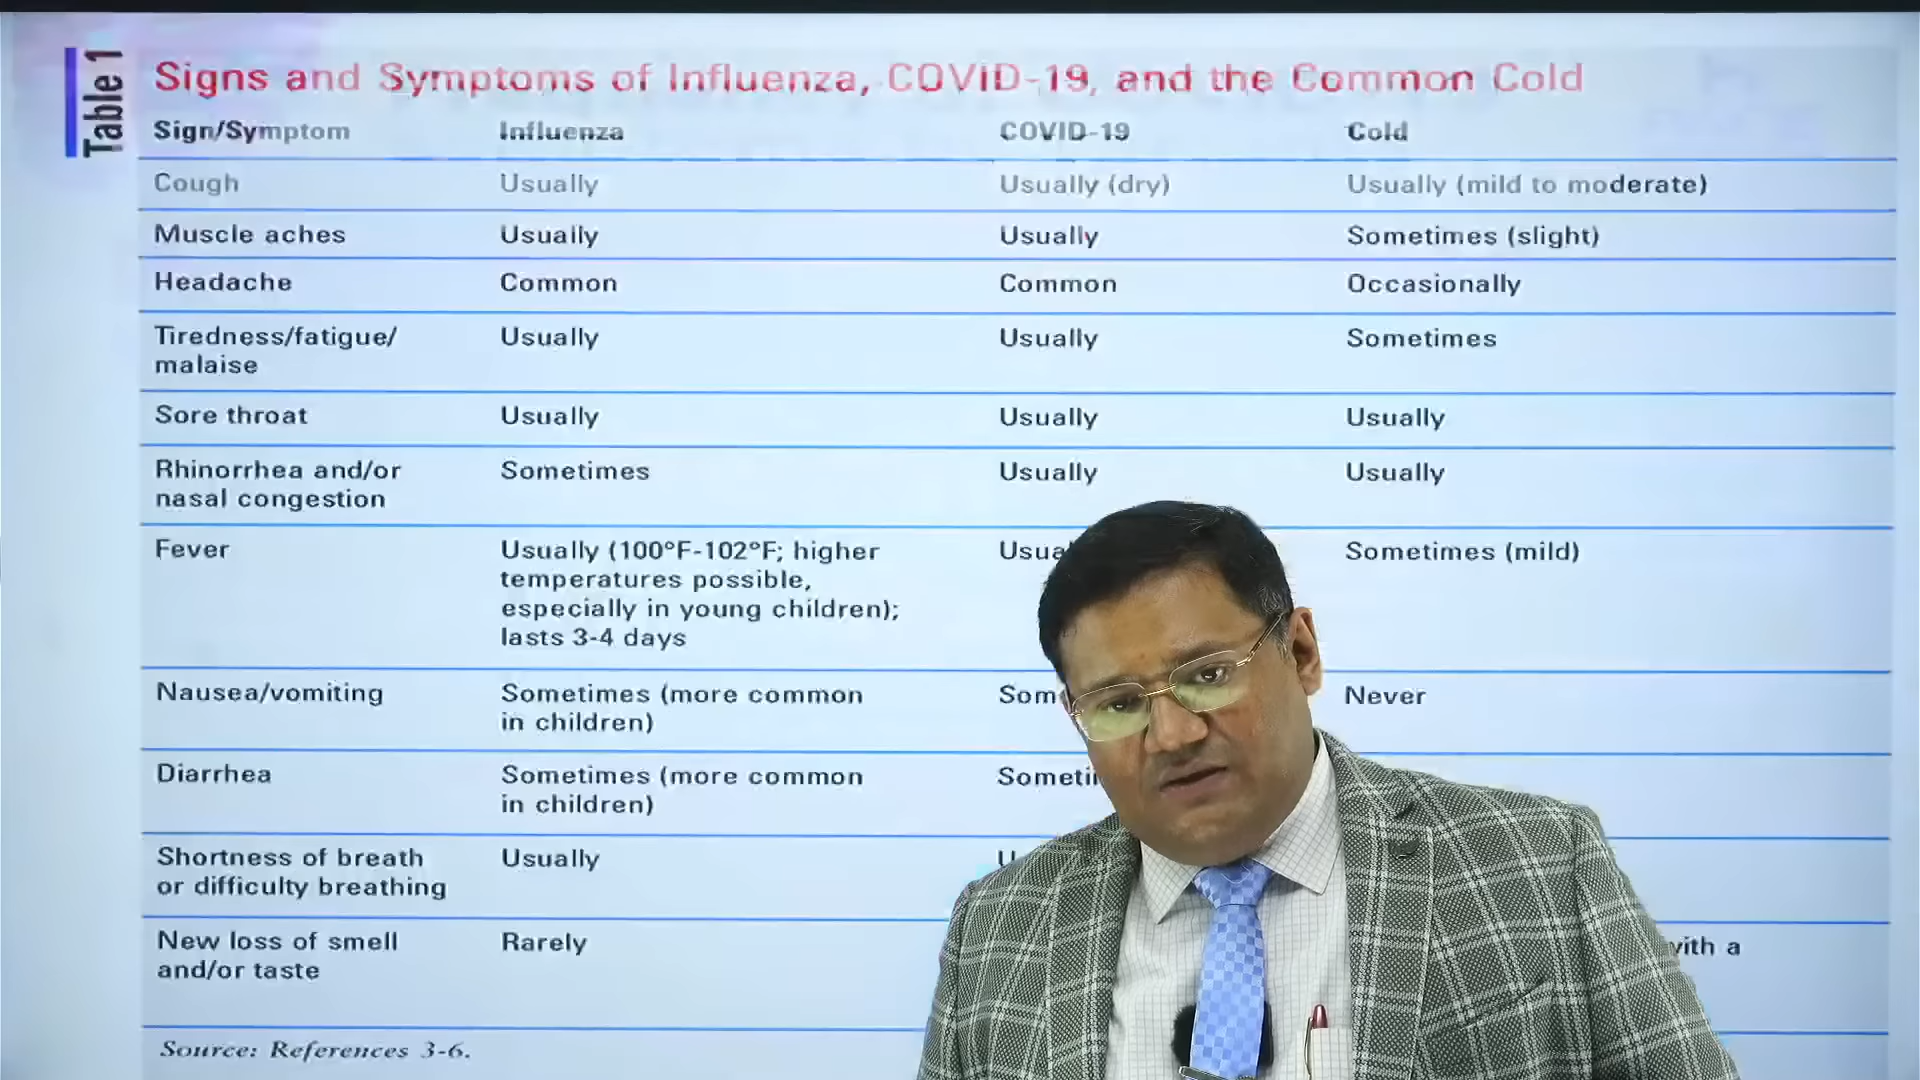 Table 1
Signs and Symptoms of Influenza, COVID-19, and the Common Cold
Sign/Symptom Influenza COVID-19 Cold
Cough Usually Usually (dry) Usually (mild to moderate)
Muscle aches Usually Usually Sometimes (slight)
Headache Common Common Occasionally
Tiredness/fatigue/ Usually Usually Sometimes
malaise
Sore throat Usually Usually Usually
Rhinorrhea and/or Sometimes Usually Usually
nasal congestion
Fever Usually (100°F-102°F; higher Sometimes (mild)
temperatures possible,
especially in young children);
lasts 3-4 days
Nausea/vomiting Sometimes (more common Never
in children)
Diarrhea Sometimes (more common
in children)
Shortness of breath Usually
or difficulty breathing
New loss of smell Rarely a
and/or taste
Source: References 3-6.